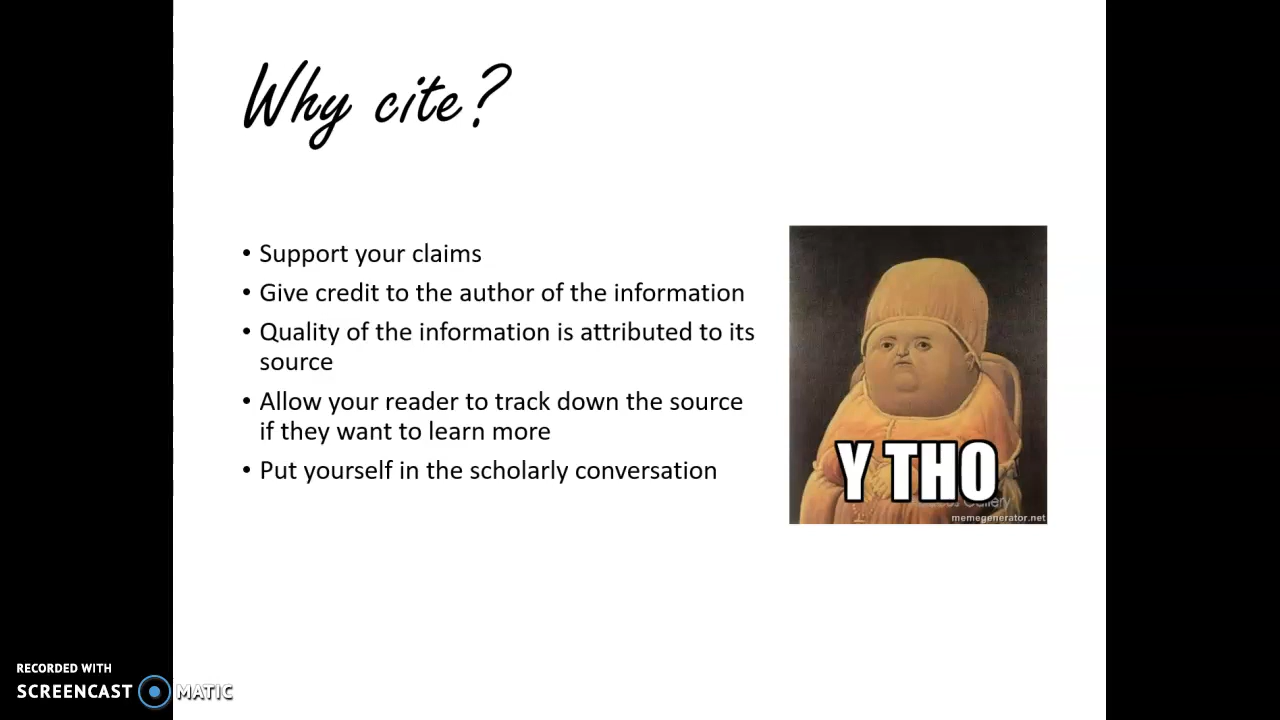 Why cite?
• Support your claims
• Give credit to the author of the information
• Quality of the information is attributed to its
source
• Allow your reader to track down the source
if they want to learn more
• Put yourself in the scholarly conversation
Y THO
Gallery
memegenerator.net
RECORDED WITH
SCREENCAST MATIC